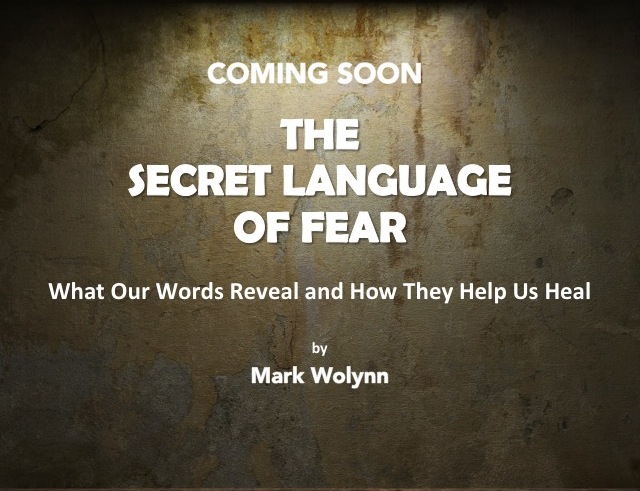 COMING SOON
THE
SECRET LANGUAGE
OF FEAR
What Our Words Reveal and How They Help Us Heal
by
Mark Wolynn